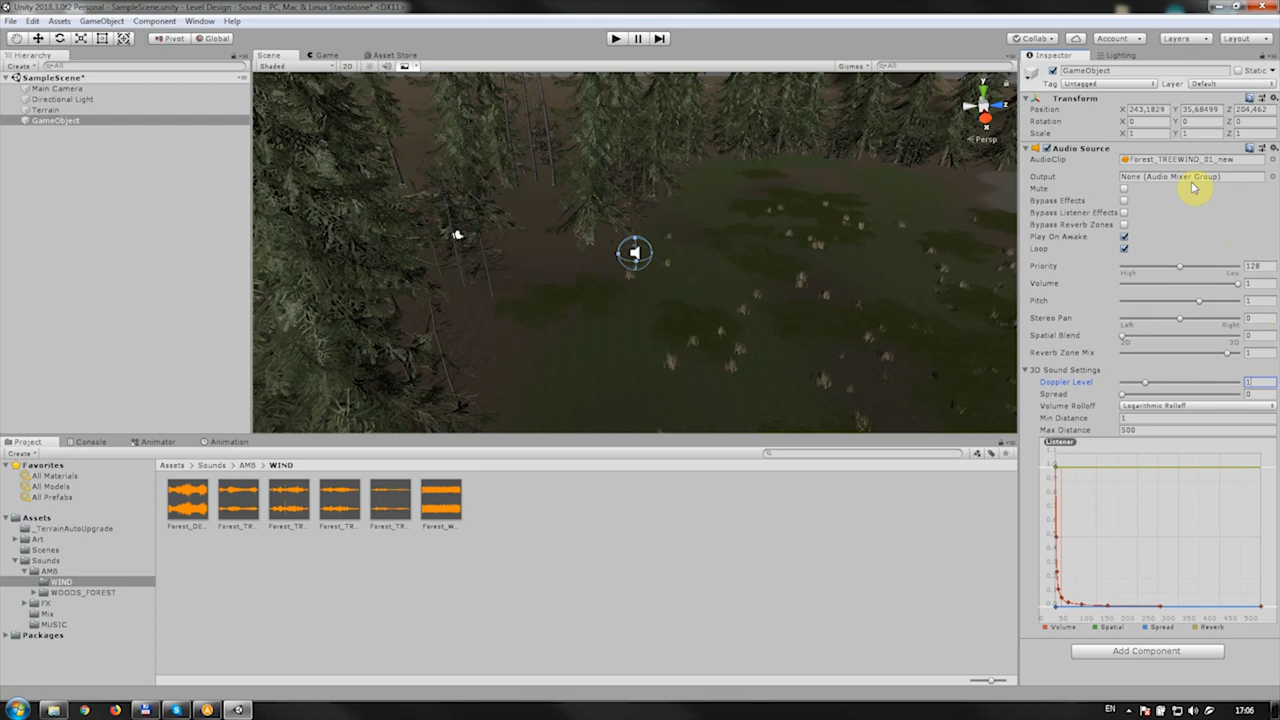 Unity 2018.3.0f2 Personal - SampleScene.unity - Level Design - Sound - PC, Mac & Linux Standalone* <DX11>
File Edit Assets GameObject Component Window Help
Pivot Global Collab Account Layers Layout
Hierarchy
Create All
SampleScene*
Main Camera
Directional Light
Terrain
GameObject
Scene Game Asset Store
Shaded 2D Gizmos All
y
z
x
Persp
Inspector Lighting
GameObject Static
Tag Untagged Layer Default
Transform
Position X 243,1829 Y 35,68499 Z 204,462
Rotation X 0 Y 0 Z 0
Scale X 1 Y 1 Z 1
Audio Source
AudioClip Forest_TREEWIND_01_new
Output None (Audio Mixer Group)
Mute
Bypass Effects
Bypass Listener Effects
Bypass Reverb Zones
Play On Awake
Loop
Priority 128
High Low
Volume 1
Pitch 1
Stereo Pan 0
Left Right
Spatial Blend 0
2D 3D
Reverb Zone Mix 1
3D Sound Settings
Doppler Level 1
Spread 0
Volume Rolloff Logarithmic Rolloff
Min Distance 1
Max Distance 500
Listener
0 50 100 150 200 250 300 350 400 450 500
Volume Spatial Spread Reverb
Add Component
Project Console Animator Animation
Create
Favorites
All Materials
All Models
All Prefabs
Assets
_TerrainAutoUpgrade
Art
Scenes
Sounds
AMB
WIND
WOODS_FOREST
FX
Mix
MUSIC
Packages
Assets Sounds AMB WIND
Forest_DE... Forest_TR... Forest_TR... Forest_TR... Forest_TR... Forest_W...
EN 17:06